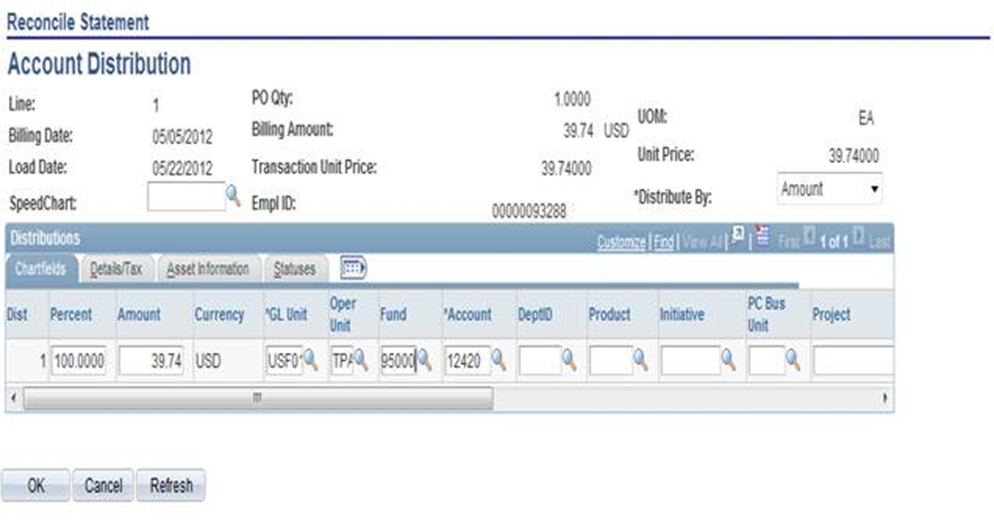 Reconcile Statement
Account Distribution
Line: 1 PO Qty: 1.0000 UOM: EA
Billing Date: 05/05/2012 Billing Amount: 39.74 USD
Load Date: 05/22/2012 Transaction Unit Price: 39.74000 Unit Price: 39.74000
SpeedChart: Empl ID: 00000093288 *Distribute By: Amount
Distributions Customize | Find | View All | | First 1 of 1 Last
Chartfields Details/Tax Asset Information Statuses
Dist Percent Amount Currency *GL Unit Oper Unit Fund *Account DeptID Product Initiative PC Bus Unit Project
1 100.0000 39.74 USD USF0 TPA 95000 12420
OK Cancel Refresh